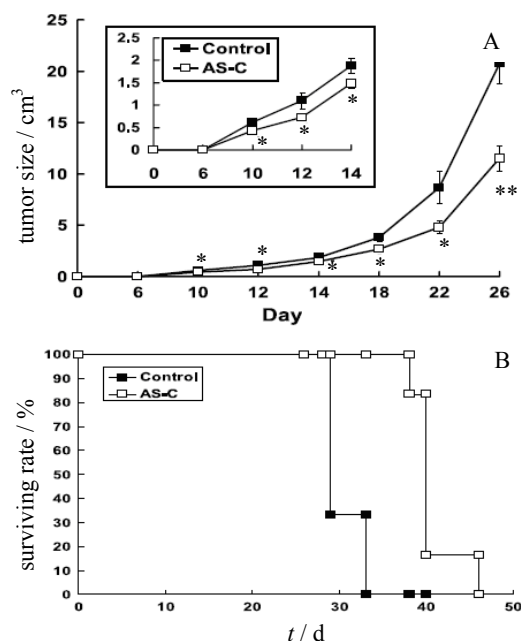 A
Control
AS-C
2.5
2
1.5
1
0.5
0
0 6 10 12 14
* * *
tumor size / cm³
25
20
15
10
5
0
* * * * * **
0 6 10 12 14 18 22 26
Day
B
Control
AS-C
surviving rate / %
100
90
80
70
60
50
40
30
20
10
0
0 10 20 30 40 50
t / d